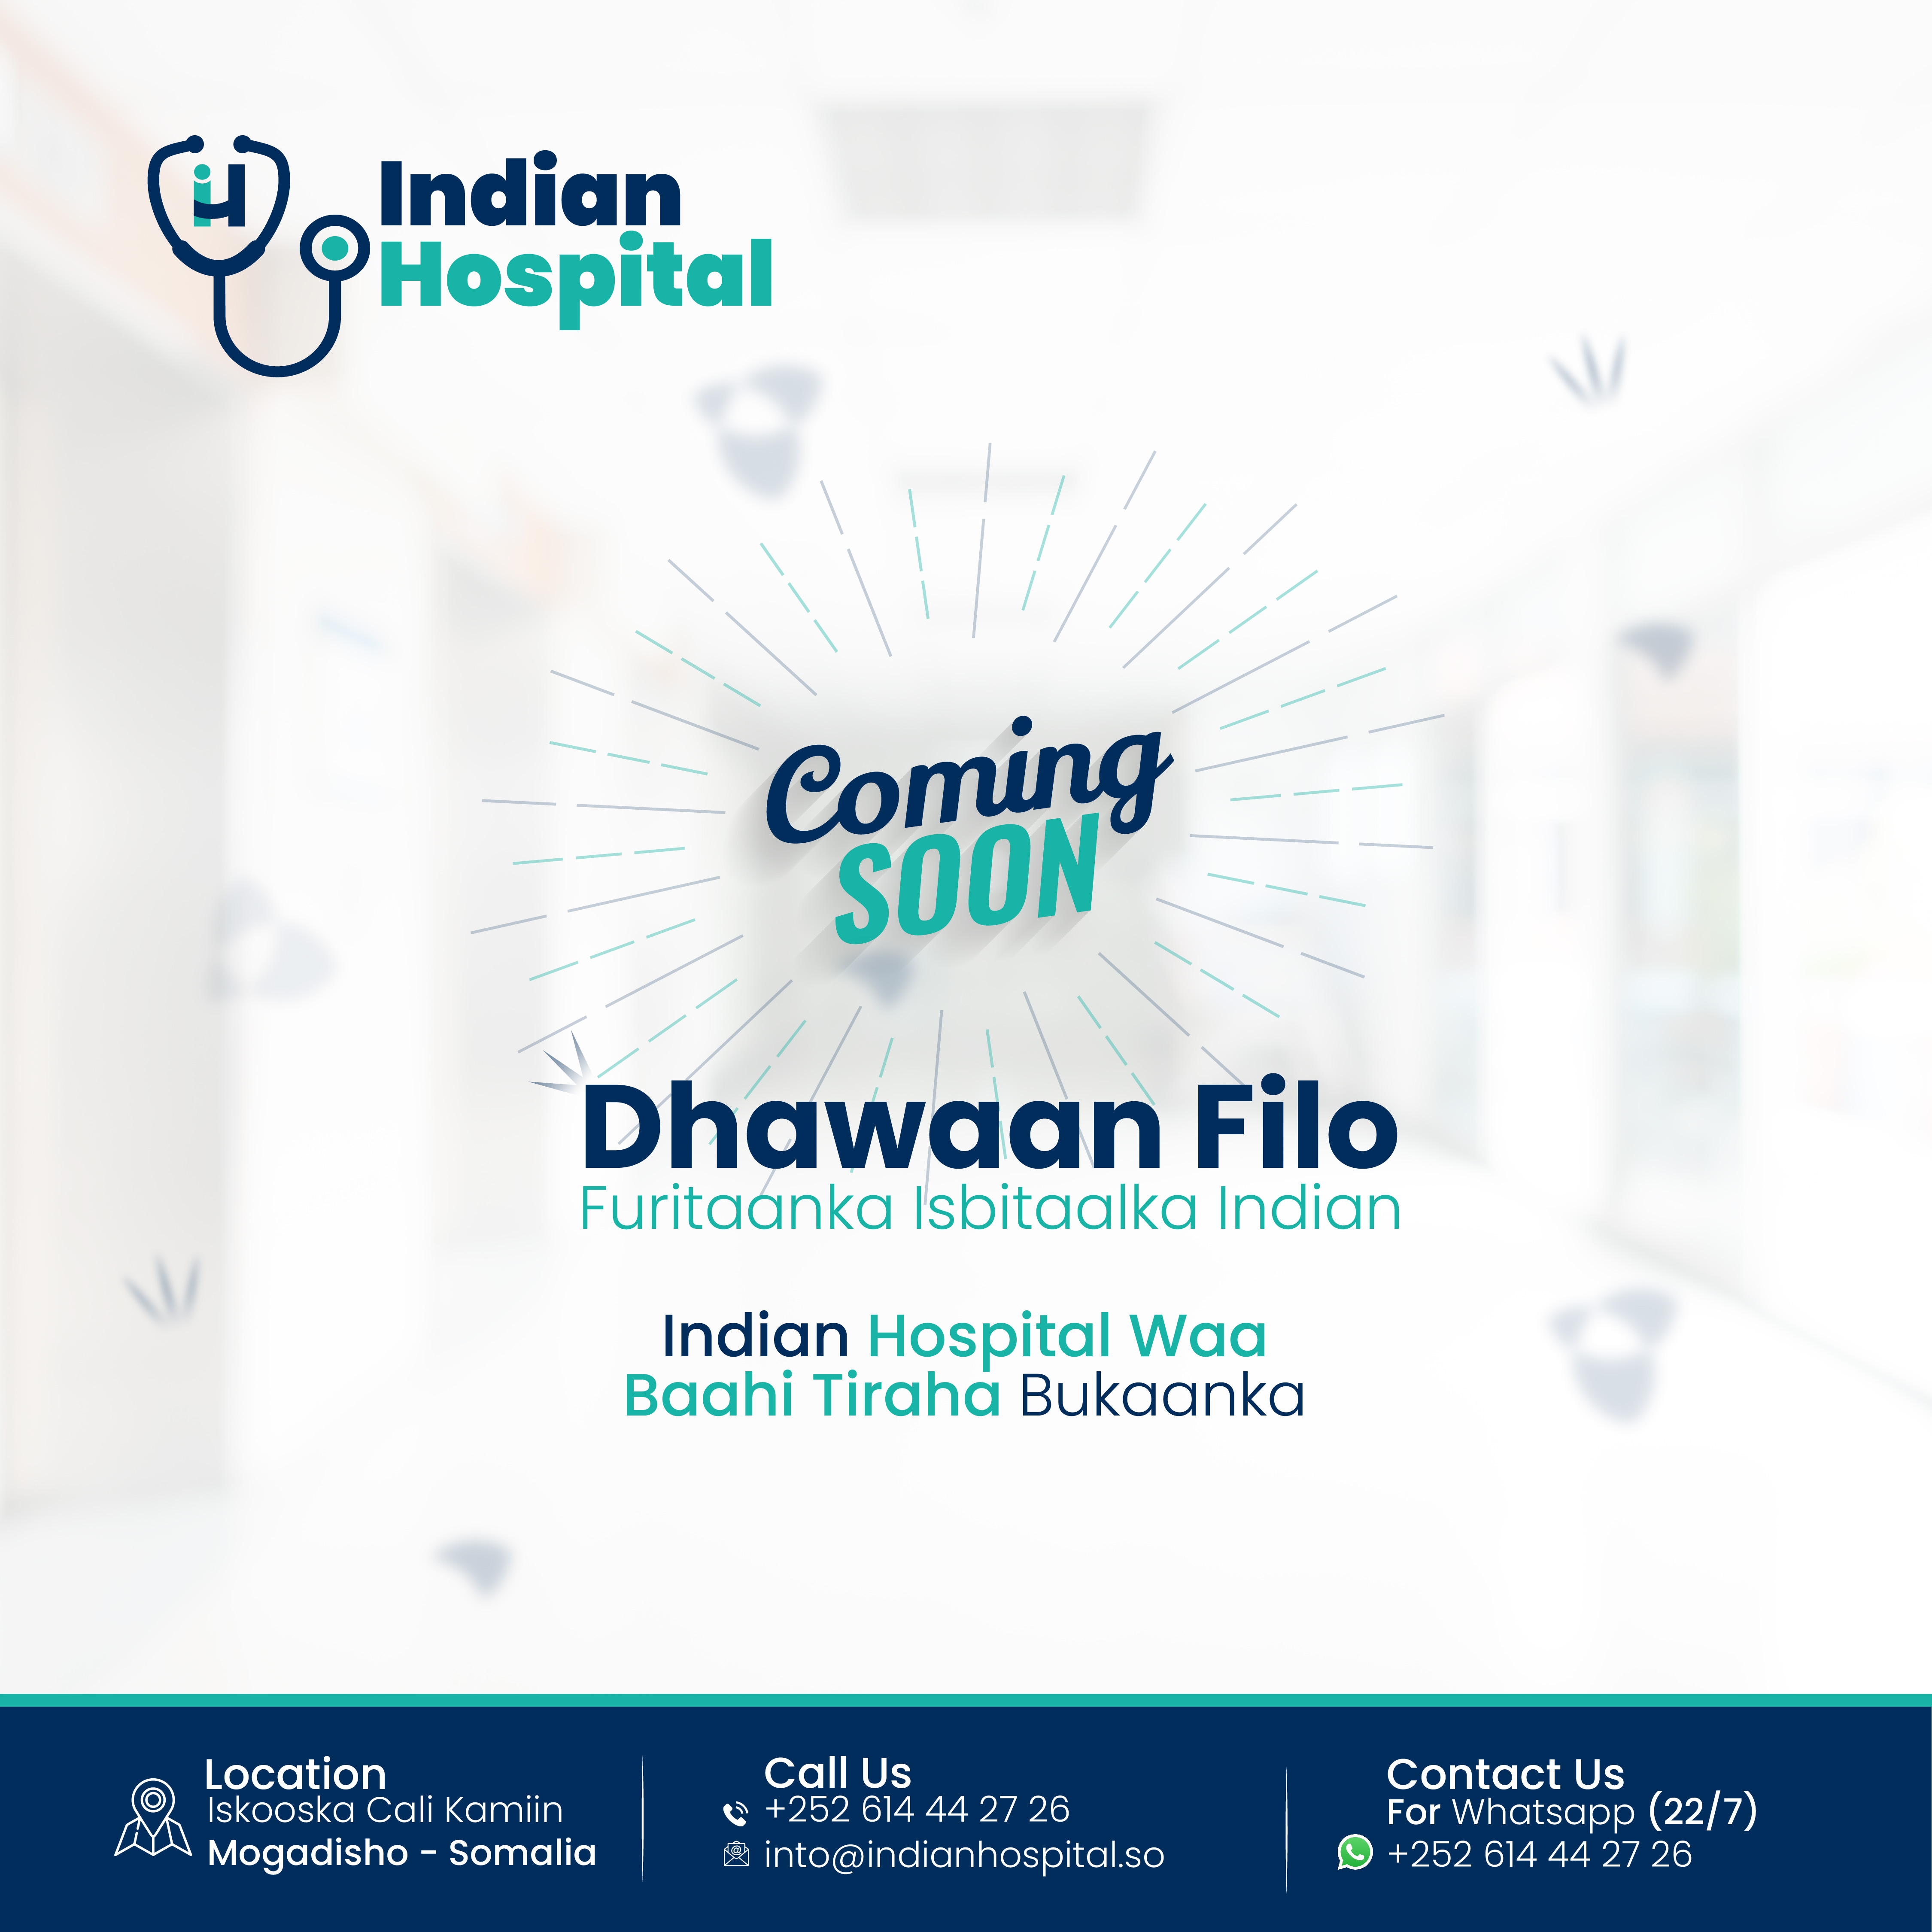 iH
Indian
Hospital
Coming
SOON
Dhawaan Filo
Furitaanka Isbitaalka Indian
Indian Hospital Waa
Baahi Tiraha Bukaanka
Location
Iskooska Cali Kamiin
Mogadisho - Somalia
Call Us
+252 614 44 27 26
into@indianhospital.so
Contact Us
For Whatsapp (22/7)
+252 614 44 27 26